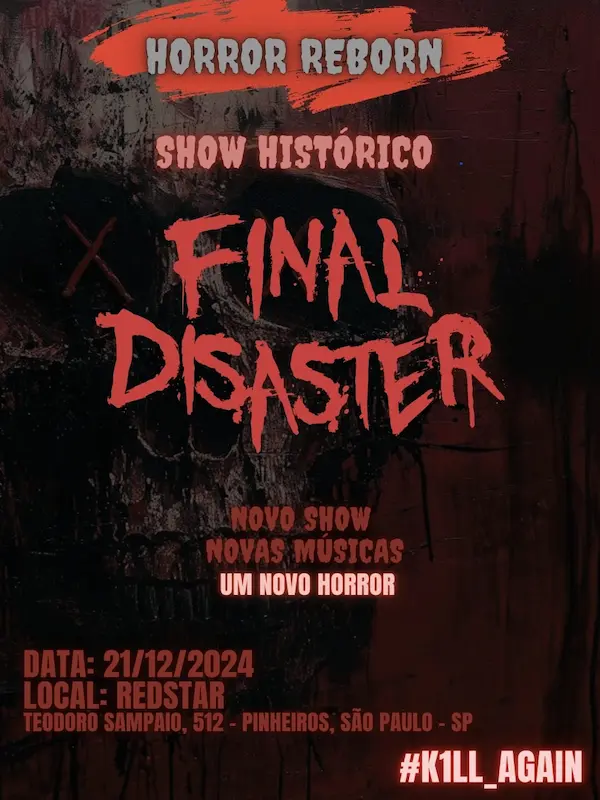 HORROR REBORN
SHOW HISTÓRICO
FINAL
DISASTER
NOVO SHOW
NOVAS MÚSICAS
UM NOVO HORROR
DATA: 21/12/2024
LOCAL: REDSTAR
TEODORO SAMPAIO, 512 - PINHEIROS, SÃO PAULO - SP
#K1LL_AGAIN